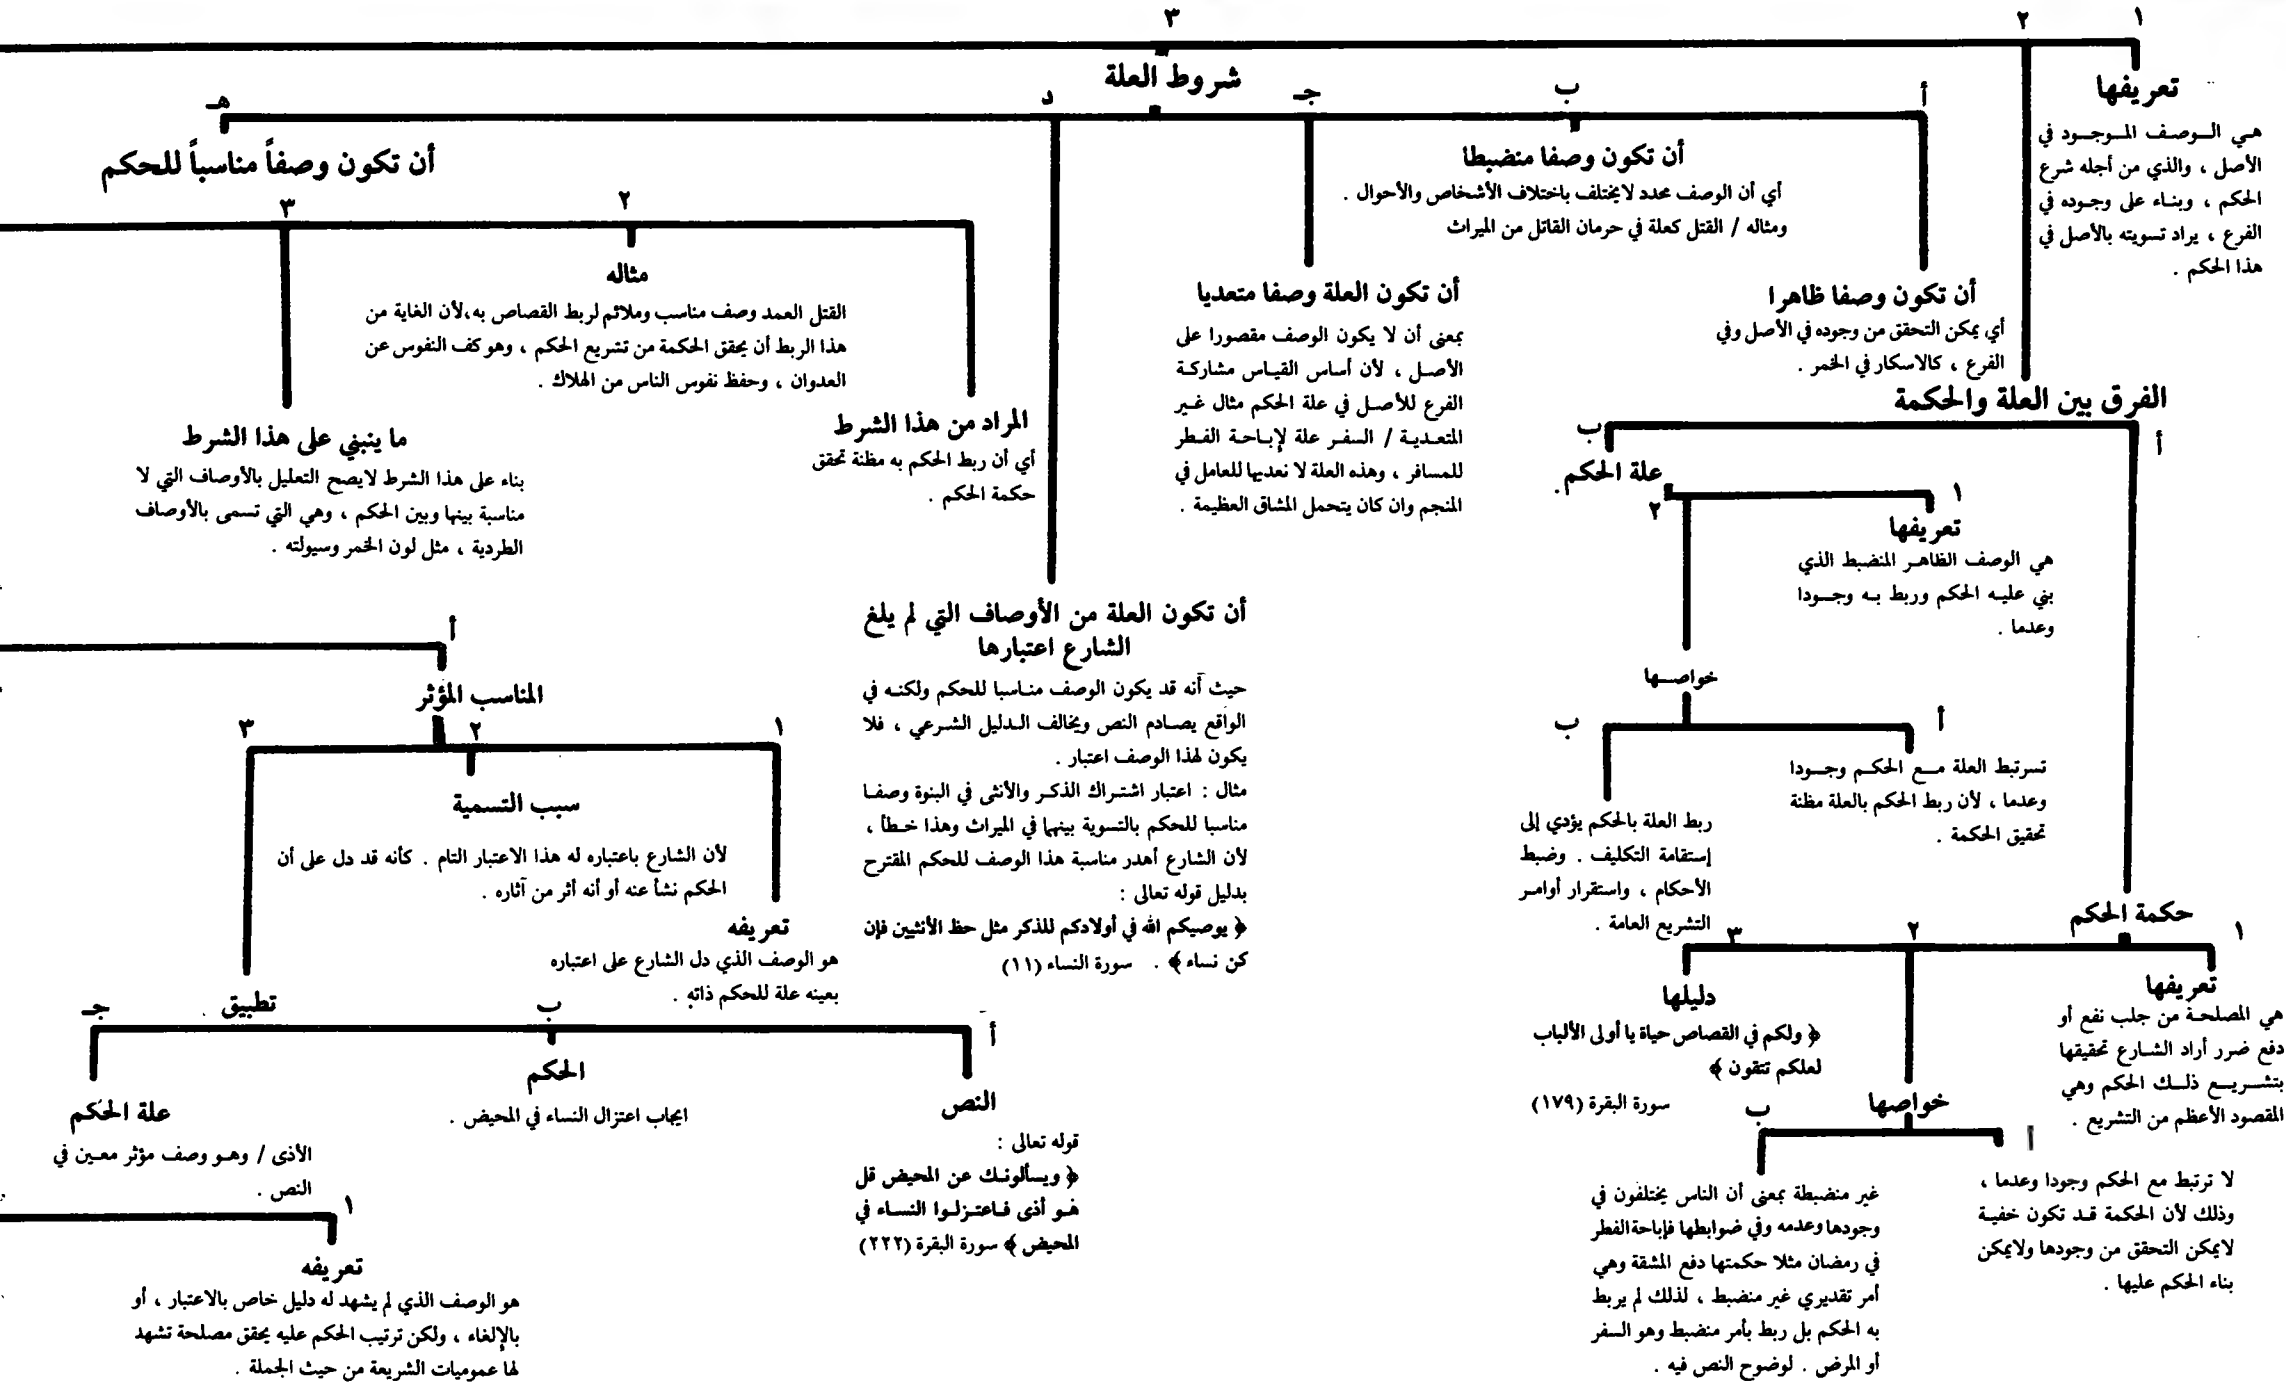 ١
تعريفها
هي الوصف الموجود في
الأصل ، والذي من أجله شرع
الحكم ، وبناء على وجوده في
الفرع ، يراد تسويته بالأصل في
هذا الحكم .
٢
الفرق بين العلة والحكمة
أ
حكمة الحكم
١
تعريفها
هي المصلحة من جلب نفع أو
دفع ضرر أراد الشارع تحقيقها
بتشريع ذلك الحكم وهي
المقصود الأعظم من التشريع .
٢
خواصها
أ
لا ترتبط مع الحكم وجودا وعدما ،
وذلك لأن الحكمة قد تكون خفية
لايمكن التحقق من وجودها ولايمكن
بناء الحكم عليها .
ب
غير منضبطة بمعنى أن الناس يختلفون في
وجودها وعدمه وفي ضوابطها فإباحة الفطر
في رمضان مثلا حكمتها دفع المشقة وهي
أمر تقديري غير منضبط ، لذلك لم يربط
به الحكم بل ربط بأمر منضبط وهو السفر
أو المرض . لوضوح النص فيه .
٣
دليلها
﴿ ولكم في القصاص حياة يا أولى الألباب
لعلكم تتقون ﴾
سورة البقرة (١٧٩)
ب
علة الحكم .
١
تعريفها
هي الوصف الظاهر المنضبط الذي
بني عليه الحكم وربط به وجودا
وعدما .
٢
خواصها
أ
تسرتبط العلة مع الحكم وجودا
وعدما ، لأن ربط الحكم بالعلة مظنة
تحقيق الحكمة .
ب
ربط العلة بالحكم يؤدي إلى
إستقامة التكليف . وضبط
الأحكام ، واستقرار أوامر
التشريع العامة .
٣
شروط العلة
أ
أن تكون وصفا ظاهرا
أي يمكن التحقق من وجوده في الأصل وفي
الفرع ، كالاسكار في الخمر .
ب
أن تكون وصفا منضبطا
أي أن الوصف محدد لايختلف باختلاف الأشخاص والأحوال .
ومثاله / القتل كعلة في حرمان القاتل من الميراث
جـ
أن تكون العلة وصفا متعديا
بمعنى أن لا يكون الوصف مقصورا على
الأصل ، لأن أساس القياس مشاركة
الفرع للأصل في علة الحكم مثال غير
المتعدية / السفر علة لإباحة الفطر
للمسافر ، وهذه العلة لا نعديها للعامل في
المنجم وان كان يتحمل المشاق العظيمة .
د
أن تكون العلة من الأوصاف التي لم يلغ
الشارع اعتبارها
حيث أنه قد يكون الوصف مناسبا للحكم ولكنه في
الواقع يصادم النص ويخالف الدليل الشرعي ، فلا
يكون لهذا الوصف اعتبار .
مثال : اعتبار اشتراك الذكر والأنثى في البنوة وصفا
مناسبا للحكم بالتسوية بينهما في الميراث وهذا خطأ ،
لأن الشارع أهدر مناسبة هذا الوصف للحكم المقترح
بدليل قوله تعالى :
﴿ يوصيكم الله في أولادكم للذكر مثل حظ الأنثيين فإن
كن نساء ﴾ . سورة النساء (١١)
هـ
أن تكون وصفاً مناسباً للحكم
المراد من هذا الشرط
أي أن ربط الحكم به مظنة تحقق
حكمة الحكم .
٢
مثاله
القتل العمد وصف مناسب وملائم لربط القصاص به،لأن الغاية من
هذا الربط أن يحقق الحكمة من تشريع الحكم ، وهو كف النفوس عن
العدوان ، وحفظ نفوس الناس من الهلاك .
٣
ما ينبني على هذا الشرط
بناء على هذا الشرط لايصح التعليل بالأوصاف التي لا
مناسبة بينها وبين الحكم ، وهي التي تسمى بالأوصاف
الطردية ، مثل لون الخمر وسيولته .
أ
المناسب المؤثر
١
تعريفه
هو الوصف الذي دل الشارع على اعتباره
بعينه علة للحكم ذاته .
٢
سبب التسمية
لأن الشارع باعتباره له هذا الاعتبار التام . كأنه قد دل على أن
الحكم نشأ عنه أو أنه أثر من آثاره .
٣
تطبيق
أ
النص
قوله تعالى :
﴿ ويسألونك عن المحيض قل
هو أذى فاعتزلوا النساء في
المحيض ﴾ سورة البقرة (٢٢٢)
ب
الحكم
ايجاب اعتزال النساء في المحيض .
جـ
علة الحكم
الأذى / وهو وصف مؤثر معين في
النص .
١
تعريفه
هو الوصف الذي لم يشهد له دليل خاص بالاعتبار ، أو
بالإلغاء ، ولكن ترتيب الحكم عليه يحقق مصلحة تشهد
لها عموميات الشريعة من حيث الجملة .